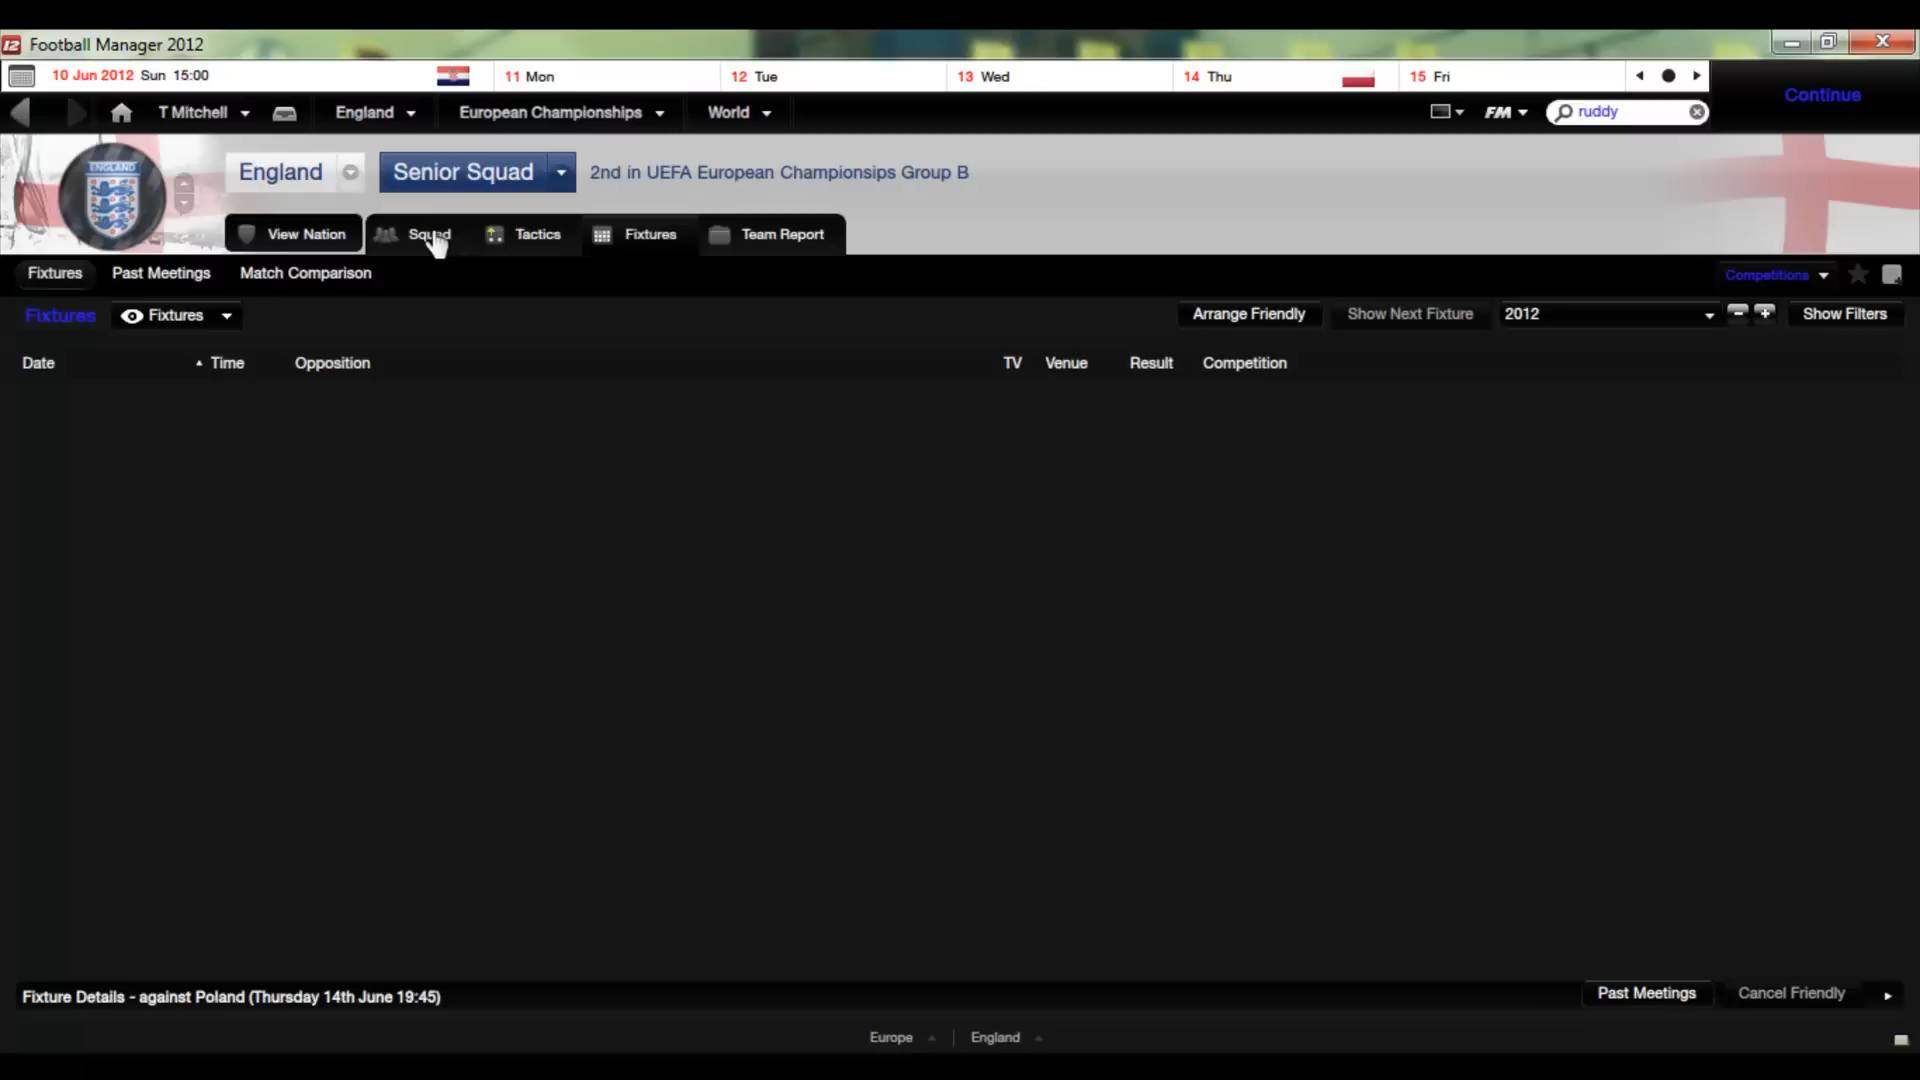 12 Football Manager 2012
10 Jun 2012 Sun 15:00 11 Mon 12 Tue 13 Wed 14 Thu 15 Fri
Continue
T Mitchell England European Championships World FM ruddy
ENGLAND England Senior Squad 2nd in UEFA European Championsips Group B
View Nation Squad Tactics Fixtures Team Report
Fixtures Past Meetings Match Comparison Competitions
Fixtures Fixtures Arrange Friendly Show Next Fixture 2012 Show Filters
Date Time Opposition TV Venue Result Competition
Fixture Details - against Poland (Thursday 14th June 19:45) Past Meetings Cancel Friendly
Europe England